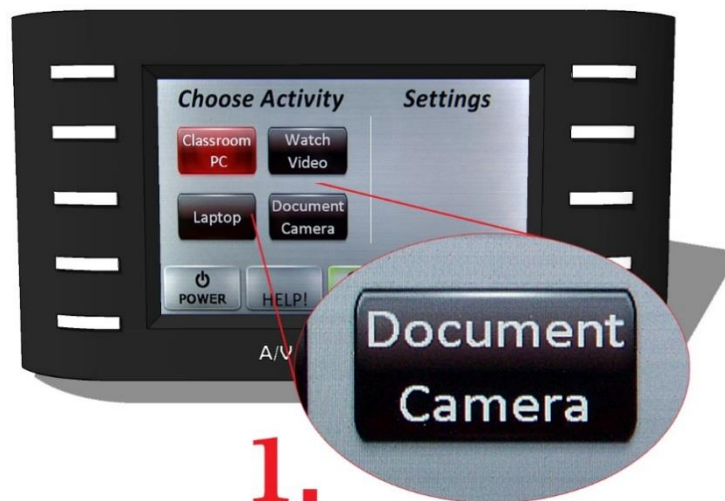 Choose Activity
Settings
Classroom
PC
Watch
Video
Laptop
Document
Camera
POWER
HELP!
A/V
Document
Camera
1.